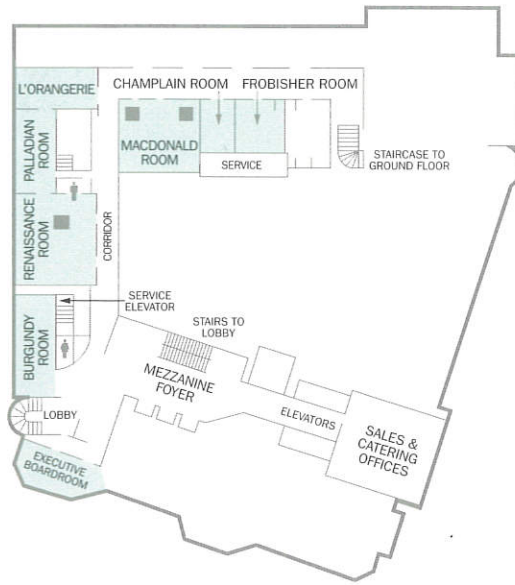 CHAMPLAIN ROOM
FROBISHER ROOM
L'ORANGERIE
PALLADIAN
ROOM
MACDONALD
ROOM
SERVICE
STAIRCASE TO
GROUND FLOOR
RENAISSANCE
ROOM
CORRIDOR
SERVICE
ELEVATOR
BURGUNDY
ROOM
STAIRS TO
LOBBY
MEZZANINE
FOYER
ELEVATORS
SALES &
CATERING
OFFICES
LOBBY
EXECUTIVE
BOARDROOM